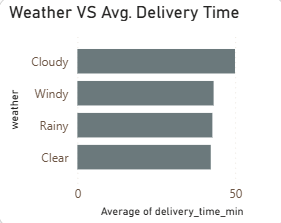 Weather VS Avg. Delivery Time
weather
Cloudy
Windy
Rainy
Clear
0 50
Average of delivery_time_min